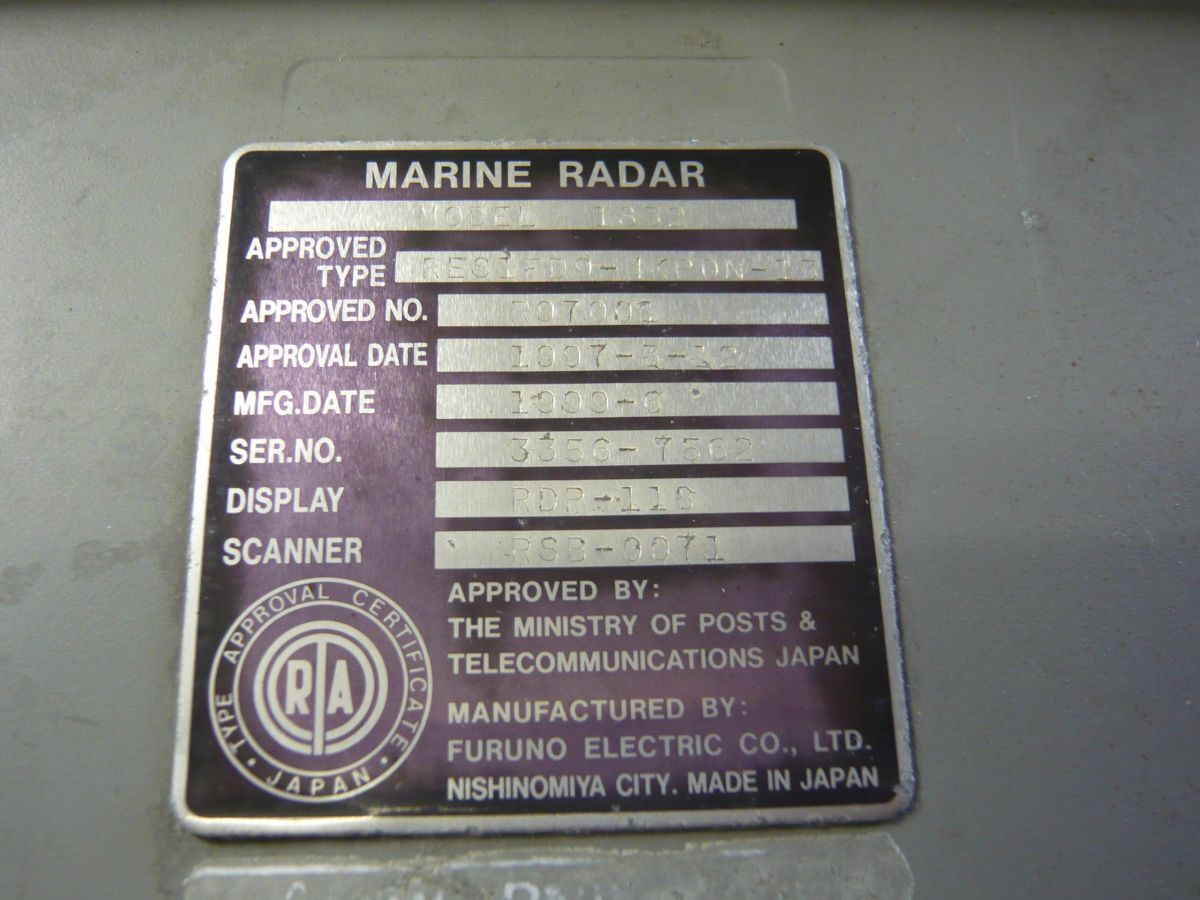 MARINE RADAR
MODEL 1832
APPROVED
TYPE
APPROVED NO. R97001
APPROVAL DATE 1997-3-12
MFG.DATE 1999-6
SER.NO. 3356-7562
DISPLAY RDP-118
SCANNER RSB-0071
TYPE APPROVAL CERTIFICATE
RTA
JAPAN
APPROVED BY:
THE MINISTRY OF POSTS &
TELECOMMUNICATIONS JAPAN
MANUFACTURED BY:
FURUNO ELECTRIC CO., LTD.
NISHINOMIYA CITY. MADE IN JAPAN